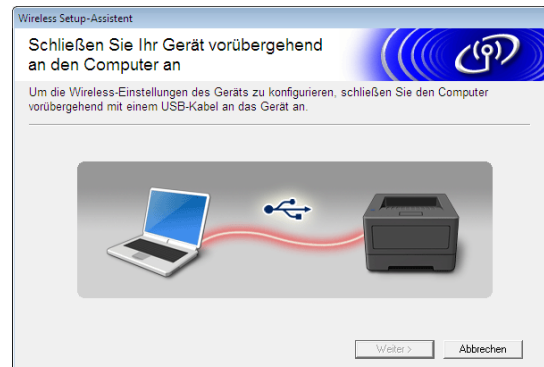 Wireless Setup-Assistent
Schließen Sie Ihr Gerät vorübergehend
an den Computer an
Um die Wireless-Einstellungen des Geräts zu konfigurieren, schließen Sie den Computer
vorübergehend mit einem USB-Kabel an das Gerät an.
Weiter >
Abbrechen